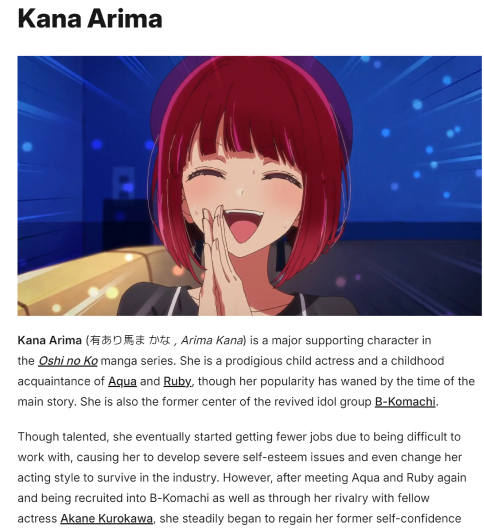 Kana Arima
Kana Arima (有あり馬ま かな , Arima Kana) is a major supporting character in
the Oshi no Ko manga series. She is a prodigious child actress and a childhood
acquaintance of Aqua and Ruby, though her popularity has waned by the time of the
main story. She is also the former center of the revived idol group B-Komachi.
Though talented, she eventually started getting fewer jobs due to being difficult to
work with, causing her to develop severe self-esteem issues and even change her
acting style to survive in the industry. However, after meeting Aqua and Ruby again
and being recruited into B-Komachi as well as through her rivalry with fellow
actress Akane Kurokawa, she steadily began to regain her former self-confidence